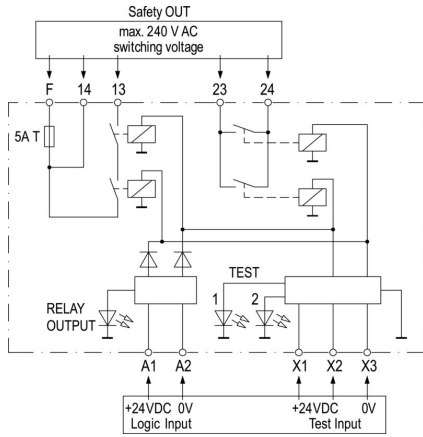 Safety OUT
max. 240 V AC
switching voltage
F 14 13 23 24
5A T
TEST
1 2
RELAY
OUTPUT
A1 A2 X1 X2 X3
+24VDC 0V +24VDC 0V
Logic Input Test Input